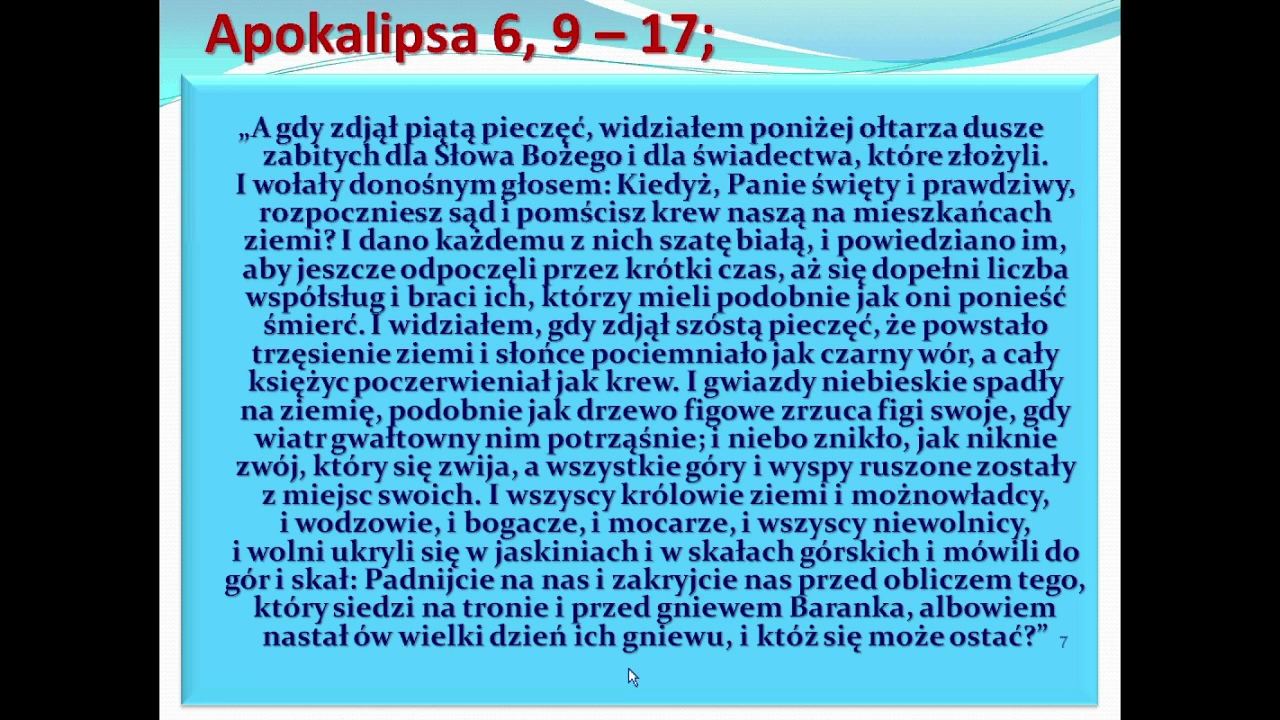 Apokalipsa 6, 9 – 17;
„A gdy zdjął piątą pieczęć, widziałem poniżej ołtarza dusze
zabitych dla Słowa Bożego i dla świadectwa, które złożyli.
I wołały donośnym głosem: Kiedyż, Panie święty i prawdziwy,
rozpoczniesz sąd i pomścisz krew naszą na mieszkańcach
ziemi? I dano każdemu z nich szatę białą, i powiedziano im,
aby jeszcze odpoczęli przez krótki czas, aż się dopełni liczba
współsług i braci ich, którzy mieli podobnie jak oni ponieść
śmierć. I widziałem, gdy zdjął szóstą pieczęć, że powstało
trzęsienie ziemi i słońce pociemniało jak czarny wór, a cały
księżyc poczerwieniał jak krew. I gwiazdy niebieskie spadły
na ziemię, podobnie jak drzewo figowe zrzuca figi swoje, gdy
wiatr gwałtowny nim potrząśnie; i niebo znikło, jak niknie
zwój, który się zwija, a wszystkie góry i wyspy ruszone zostały
z miejsc swoich. I wszyscy królowie ziemi i możnowładcy,
i wodzowie, i bogacze, i mocarze, i wszyscy niewolnicy,
i wolni ukryli się w jaskiniach i w skałach górskich i mówili do
gór i skał: Padnijcie na nas i zakryjcie nas przed obliczem tego,
który siedzi na tronie i przed gniewem Baranka, albowiem
nastał ów wielki dzień ich gniewu, i któż się może ostać?”
7